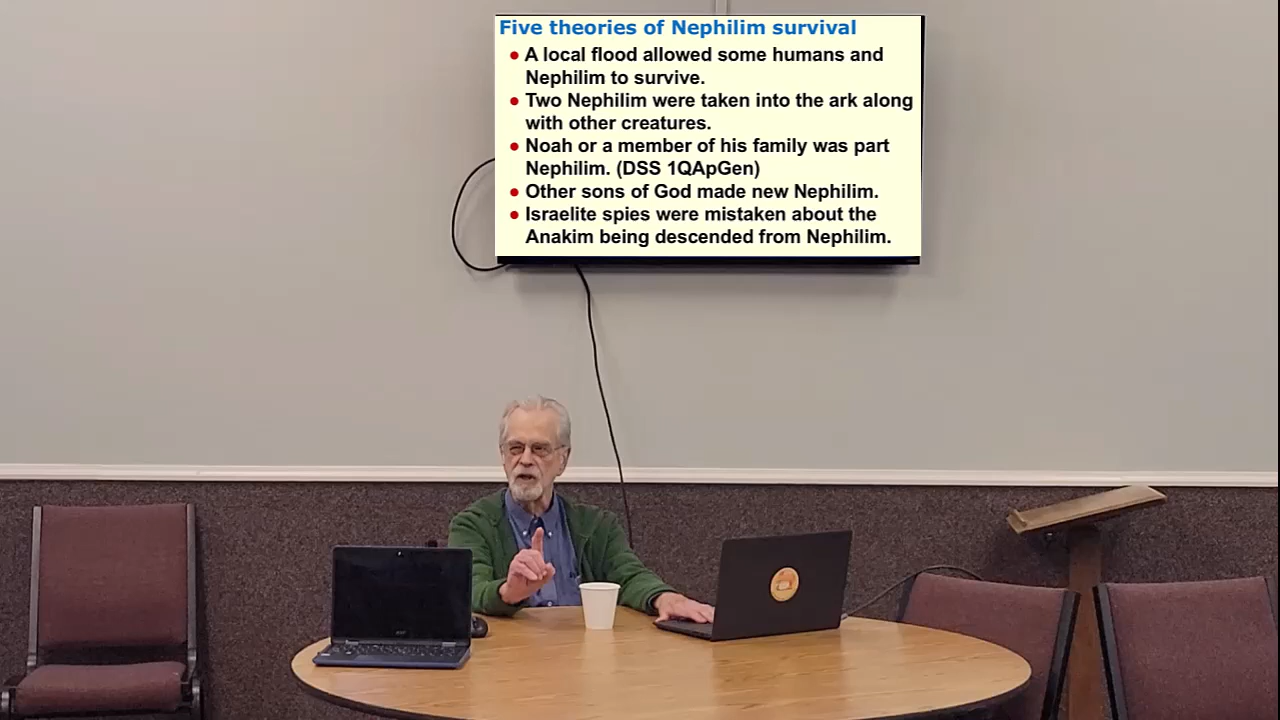 Five theories of Nephilim survival
• A local flood allowed some humans and
Nephilim to survive.
• Two Nephilim were taken into the ark along
with other creatures.
• Noah or a member of his family was part
Nephilim. (DSS 1QApGen)
• Other sons of God made new Nephilim.
• Israelite spies were mistaken about the
Anakim being descended from Nephilim.